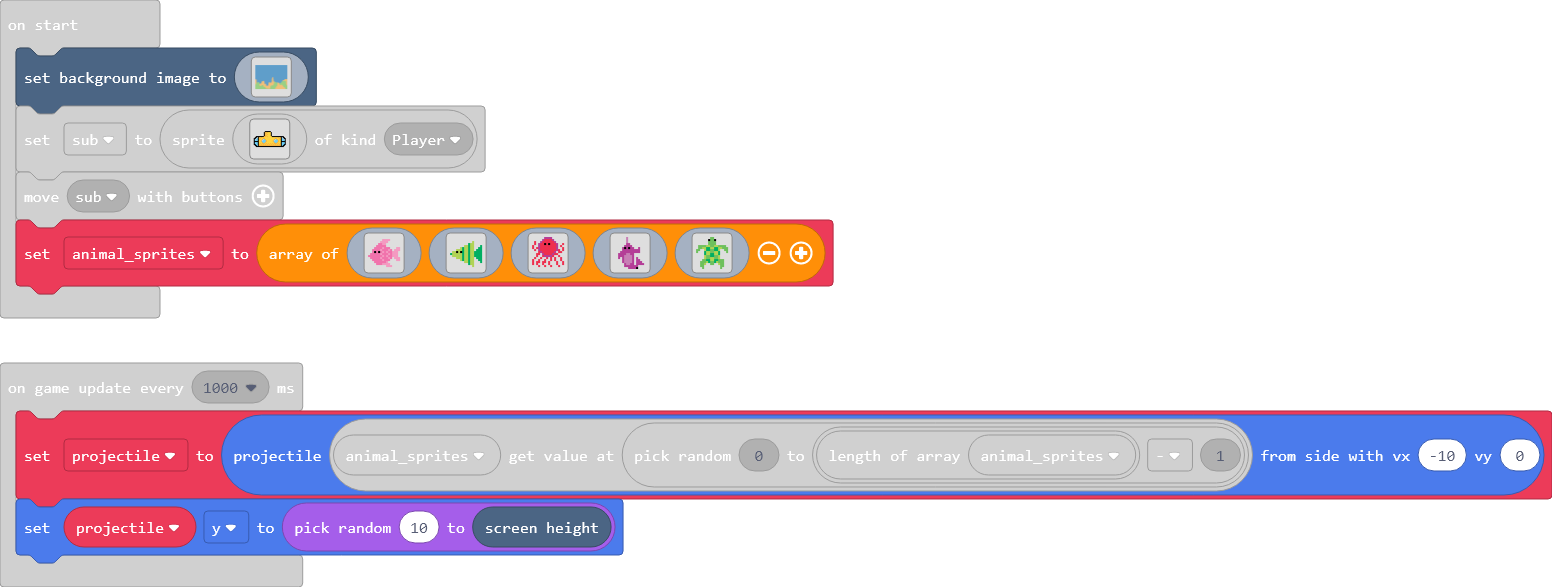 on start
set background image to
set sub to sprite of kind Player
move sub with buttons
set animal_sprites to array of
on game update every 1000 ms
set projectile to projectile animal_sprites get value at pick random 0 to length of array animal_sprites - 1 from side with vx -10 vy 0
set projectile y to pick random 10 to screen height